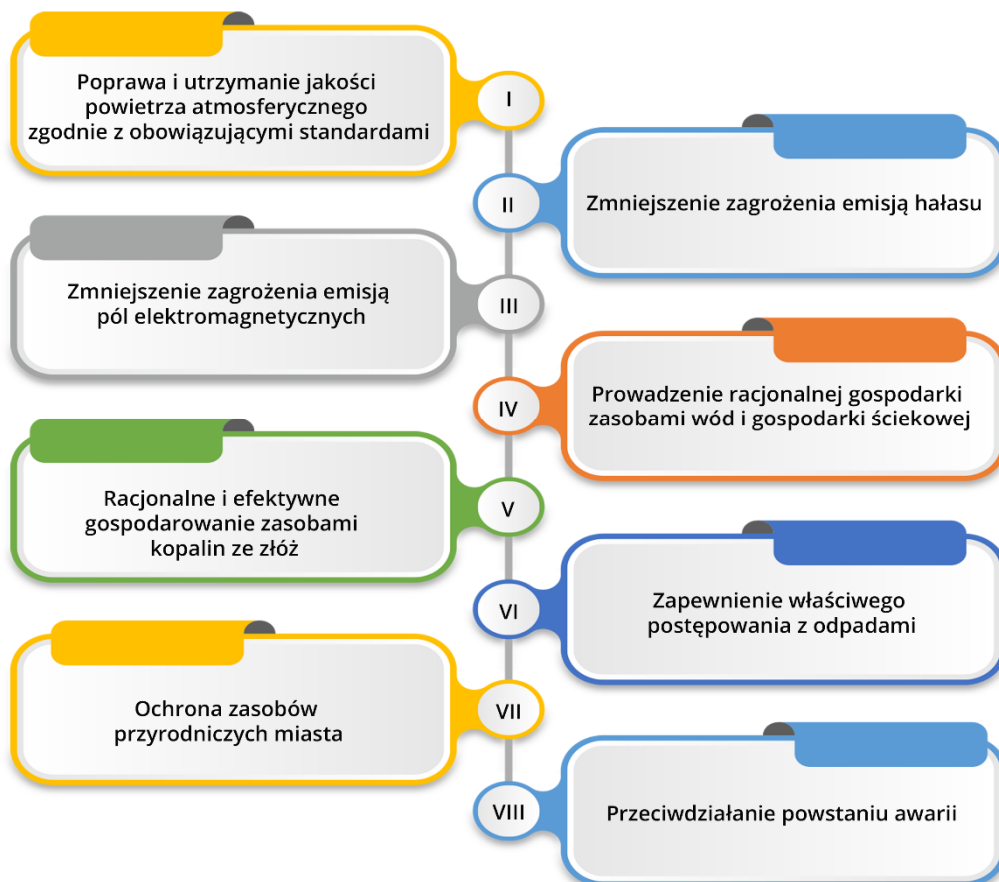 Poprawa i utrzymanie jakości
powietrza atmosferycznego
zgodnie z obowiązującymi standardami
I
II
Zmniejszenie zagrożenia emisją hałasu
Zmniejszenie zagrożenia emisją
pól elektromagnetycznych
III
IV
Prowadzenie racjonalnej gospodarki
zasobami wód i gospodarki ściekowej
Racjonalne i efektywne
gospodarowanie zasobami
kopalin ze złóż
V
VI
Zapewnienie właściwego
postępowania z odpadami
Ochrona zasobów
przyrodniczych miasta
VII
VIII
Przeciwdziałanie powstaniu awarii